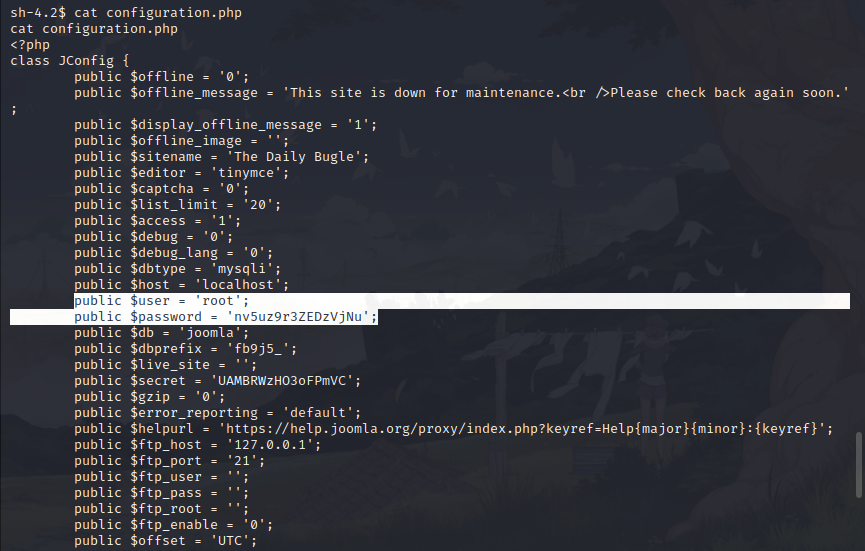 sh-4.2$ cat configuration.php
cat configuration.php
<?php
class JConfig {
        public $offline = '0';
        public $offline_message = 'This site is down for maintenance.<br />Please check back again soon.'
;
        public $display_offline_message = '1';
        public $offline_image = '';
        public $sitename = 'The Daily Bugle';
        public $editor = 'tinymce';
        public $captcha = '0';
        public $list_limit = '20';
        public $access = '1';
        public $debug = '0';
        public $debug_lang = '0';
        public $dbtype = 'mysqli';
        public $host = 'localhost';
        public $user = 'root';
        public $password = 'nv5uz9r3ZEDzVjNu';
        public $db = 'joomla';
        public $dbprefix = 'fb9j5_';
        public $live_site = '';
        public $secret = 'UAMBRWzHO3oFPmVC';
        public $gzip = '0';
        public $error_reporting = 'default';
        public $helpurl = 'https://help.joomla.org/proxy/index.php?keyref=Help{major}{minor}:{keyref}';
        public $ftp_host = '127.0.0.1';
        public $ftp_port = '21';
        public $ftp_user = '';
        public $ftp_pass = '';
        public $ftp_root = '';
        public $ftp_enable = '0';
        public $offset = 'UTC';